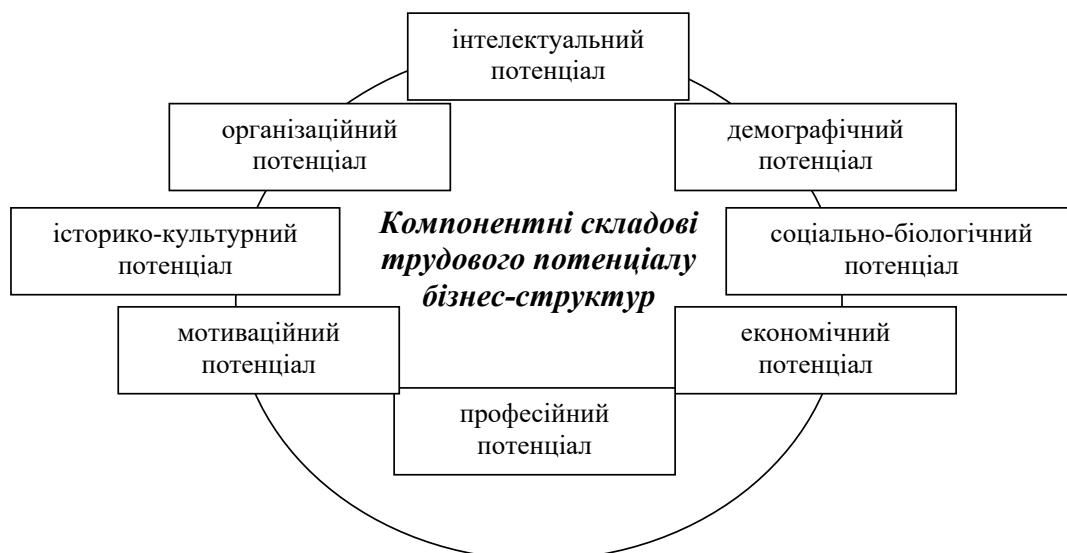 інтелектуальний
потенціал
організаційний
потенціал
демографічний
потенціал
історико-культурний
потенціал
Компонентні складові
трудового потенціалу
бізнес-структур
соціально-біологічний
потенціал
мотиваційний
потенціал
економічний
потенціал
професійний
потенціал